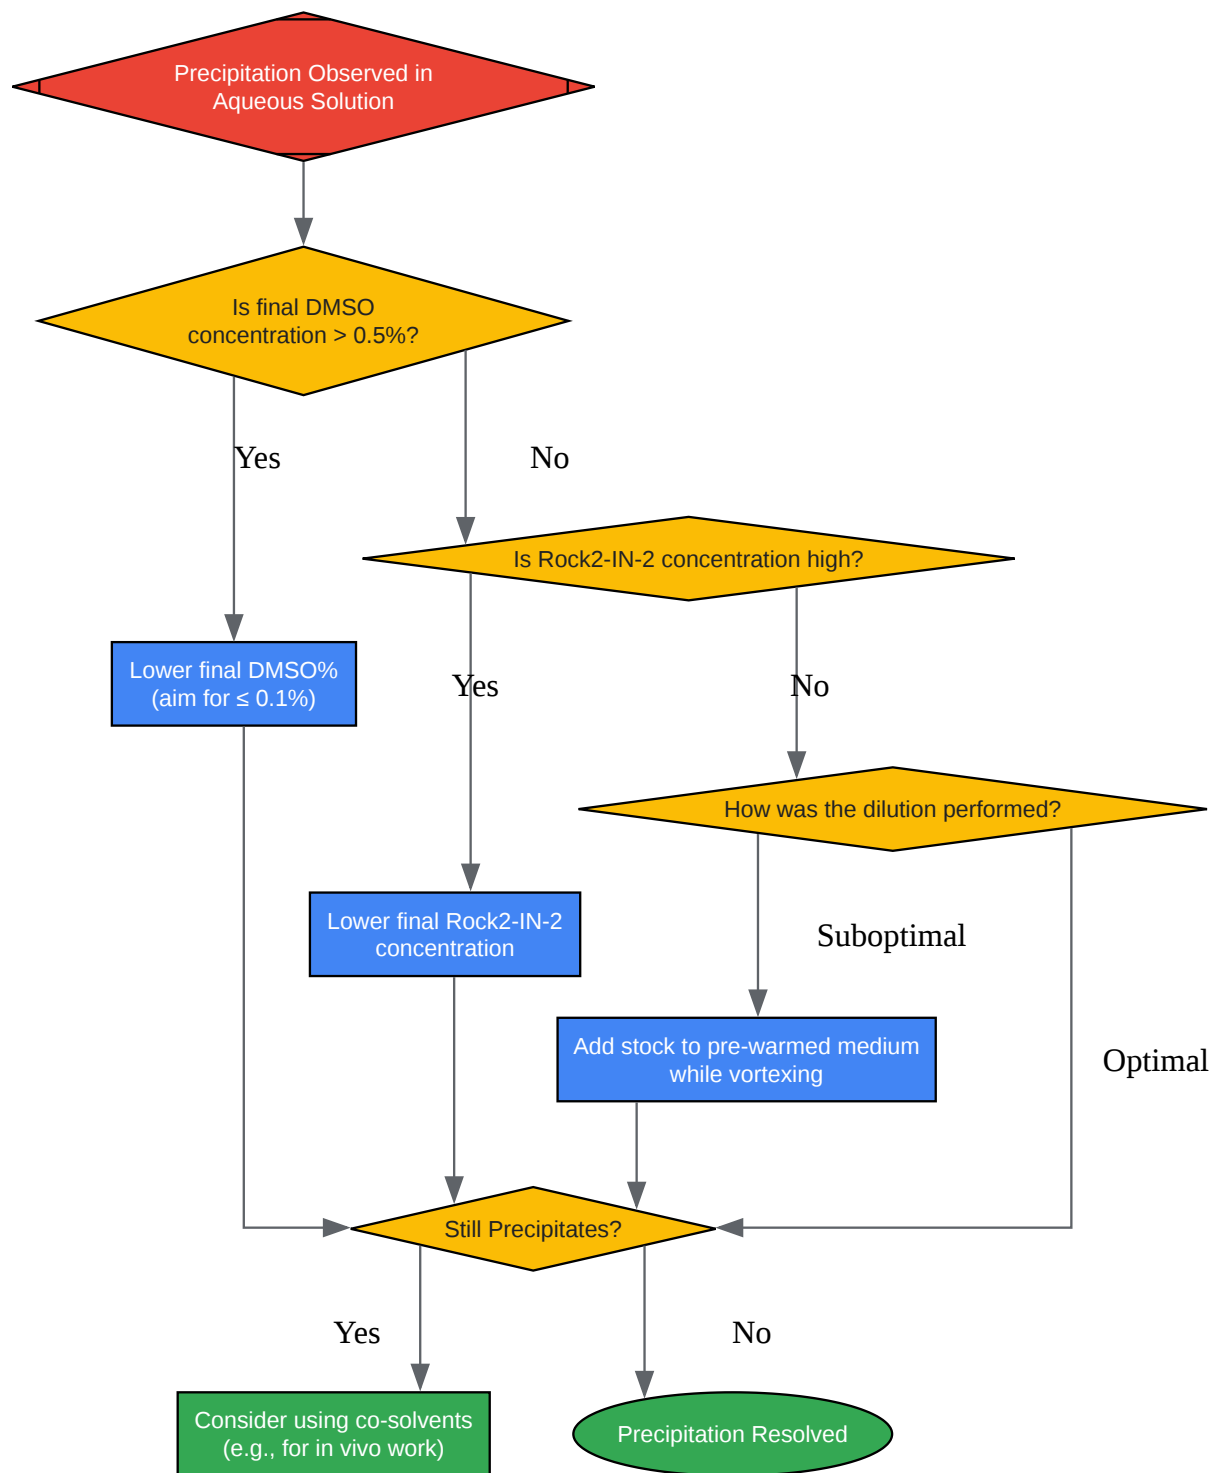 Precipitation Observed in
Aqueous Solution
Is final DMSO
concentration > 0.5%?
Yes
No
Is Rock2-IN-2 concentration high?
Lower final DMSO%
(aim for ≤ 0.1%)
Yes
No
How was the dilution performed?
Lower final Rock2-IN-2
concentration
Suboptimal
Add stock to pre-warmed medium
while vortexing
Optimal
Still Precipitates?
Yes
No
Consider using co-solvents
(e.g., for in vivo work)
Precipitation Resolved